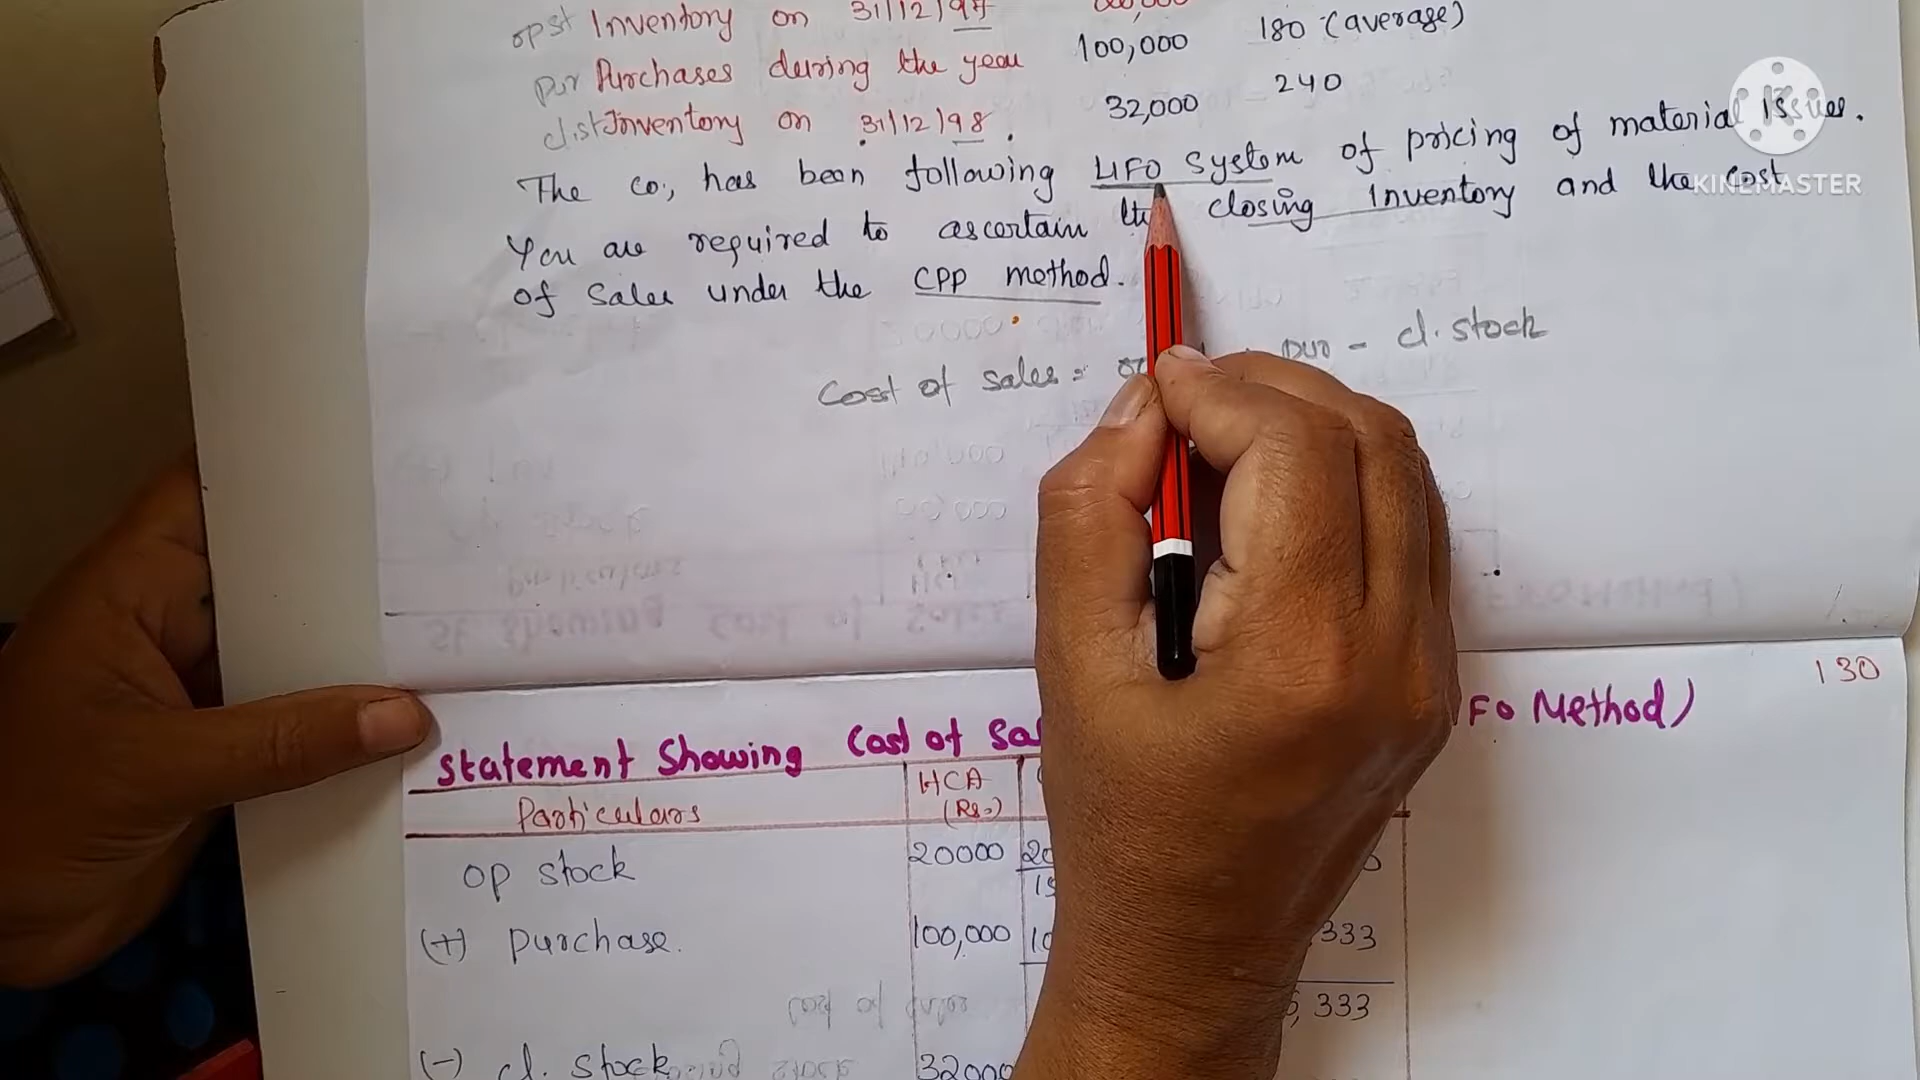 op st Inventory on 31/12/97
pur Purchases during the year 100,000 180 (average)
cl.st Inventory on 31/12/98. 32,000 240
The co., has been following LIFO system of pricing of material issues.
You are required to ascertain the closing Inventory and the cost
of Sales under the CPP method.
KINEMASTER
Cost of Sales = pur - cl. stock
130
Statement Showing Cost of Fo Method)
Particulars HCA
(Rs.)
op stock 20000
(+) purchase. 100,000 333
333
(-) cl. stock 32000